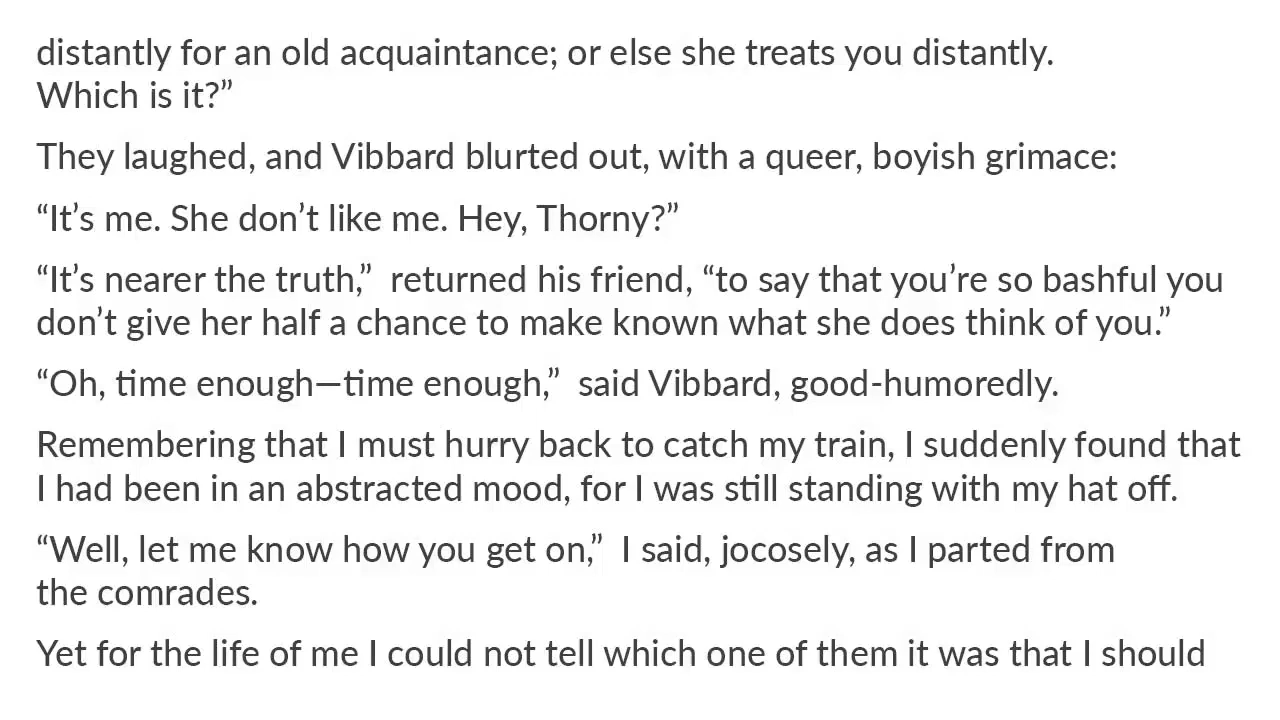 distantly for an old acquaintance; or else she treats you distantly.
Which is it?”
They laughed, and Vibbard blurted out, with a queer, boyish grimace:
“It’s me. She don’t like me. Hey, Thorny?”
“It’s nearer the truth,”  returned his friend, “to say that you’re so bashful you
don’t give her half a chance to make known what she does think of you.”
“Oh, time enough—time enough,”  said Vibbard, good-humoredly.
Remembering that I must hurry back to catch my train, I suddenly found that
I had been in an abstracted mood, for I was still standing with my hat off.
“Well, let me know how you get on,”  I said, jocosely, as I parted from
the comrades.
Yet for the life of me I could not tell which one of them it was that I should